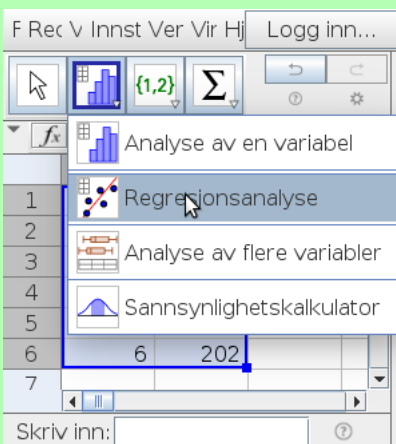 F Rec V Innst Ver Vir Hj Logg inn...
{1,2} Σ
fx
Analyse av en variabel
1 Regresjonsanalyse
2
3 Analyse av flere variabler
4 Sannsynlighetskalkulator
5
6 6 202
7
Skriv inn: